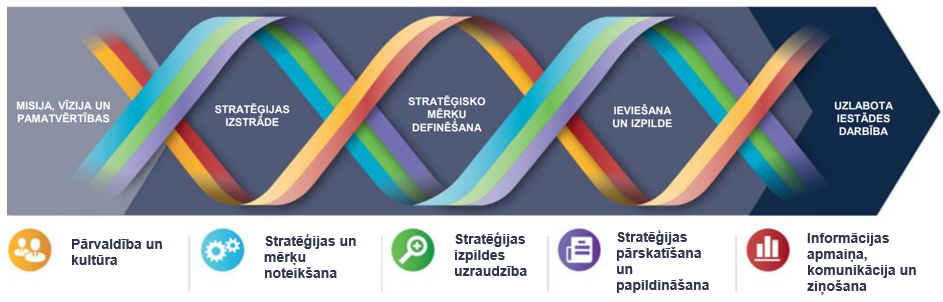 MISIJA, VĪZIJA UN
PAMATVĒRTĪBAS
STRATĒĢIJAS
IZSTRĀDE
STRATĒĢISKO
MĒRĶU
DEFINĒŠANA
IEVIEŠANA
UN IZPILDE
UZLABOTA
IESTĀDES
DARBĪBA
Pārvaldība un
kultūra
Stratēģijas un
mērķu
noteikšana
Stratēģijas
izpildes
uzraudzība
Stratēģijas
pārskatīšana
un
papildināšana
Informācijas
apmaiņa,
komunikācija un
ziņošana